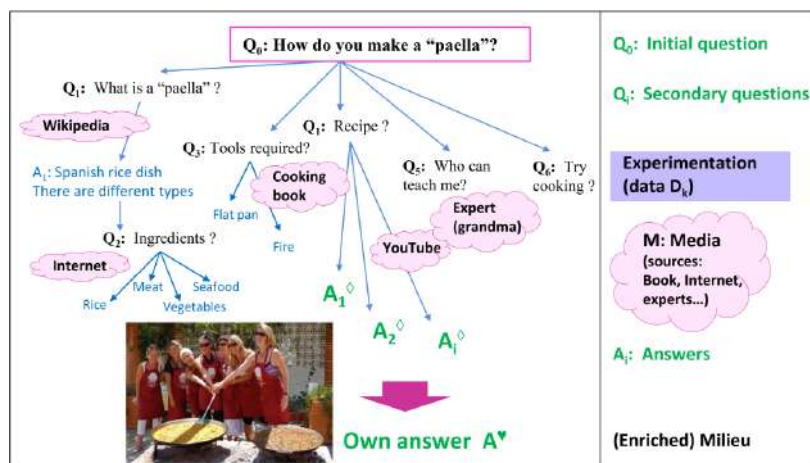 Q0: How do you make a “paella”?
Q1: What is a “paella” ?
Wikipedia
A1: Spanish rice dish
There are different types
Q2: Ingredients ?
Internet
Rice
Meat
Vegetables
Seafood
Q3: Tools required?
Cooking
book
Flat pan
Fire
Q1: Recipe ?
YouTube
A1◊
A2◊
Ai◊
Q5: Who can
teach me?
Expert
(grandma)
Q6: Try
cooking ?
Own answer A♥
Q0: Initial question
Qi: Secondary questions
Experimentation
(data Dk)
M: Media
(sources:
Book, Internet,
experts...)
Ai: Answers
(Enriched) Milieu